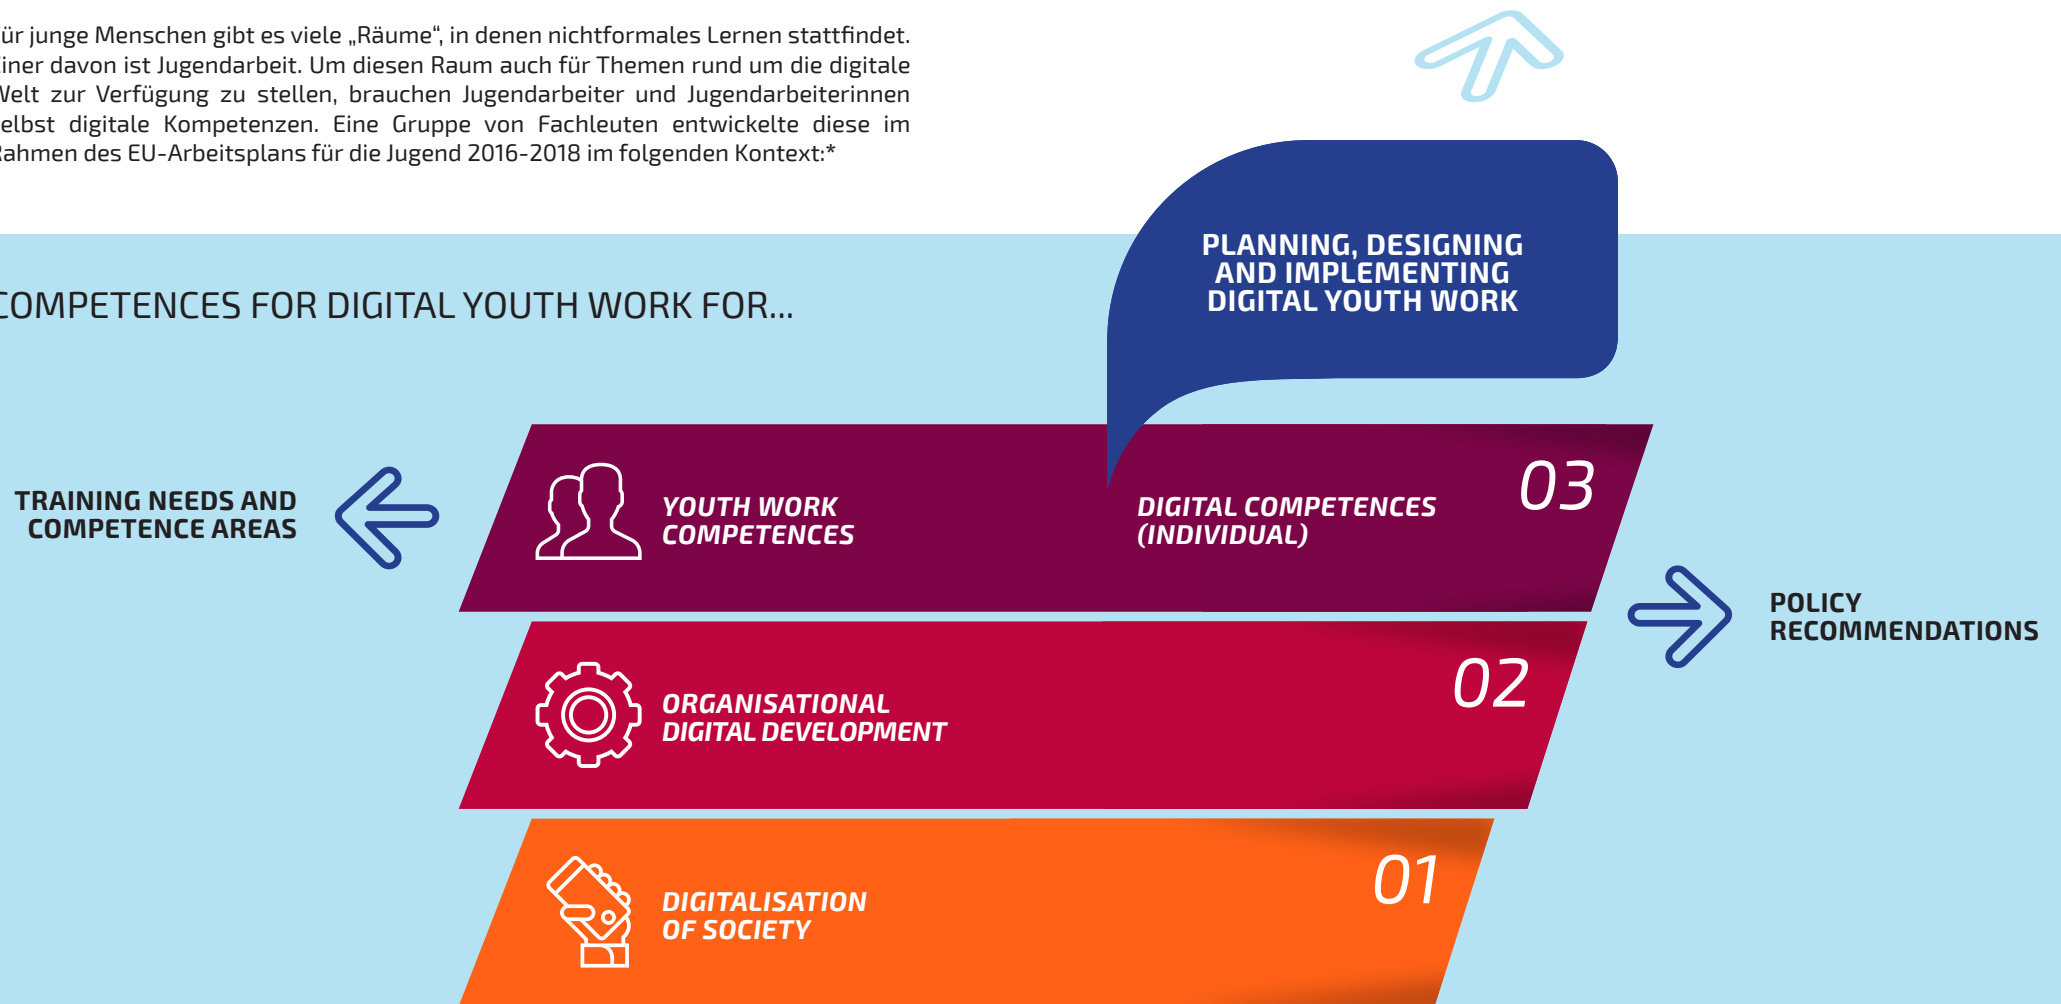 ür junge Menschen gibt es viele „Räume“, in denen nichtformales Lernen stattfindet.
iner davon ist Jugendarbeit. Um diesen Raum auch für Themen rund um die digitale
Welt zur Verfügung zu stellen, brauchen Jugendarbeiter und Jugendarbeiterinnen
elbst digitale Kompetenzen. Eine Gruppe von Fachleuten entwickelte diese im
Rahmen des EU-Arbeitsplans für die Jugend 2016-2018 im folgenden Kontext:*
COMPETENCES FOR DIGITAL YOUTH WORK FOR...
PLANNING, DESIGNING
AND IMPLEMENTING
DIGITAL YOUTH WORK
TRAINING NEEDS AND
COMPETENCE AREAS
YOUTH WORK
COMPETENCES
DIGITAL COMPETENCES
(INDIVIDUAL)
03
POLICY
RECOMMENDATIONS
ORGANISATIONAL
DIGITAL DEVELOPMENT
02
DIGITALISATION
OF SOCIETY
01